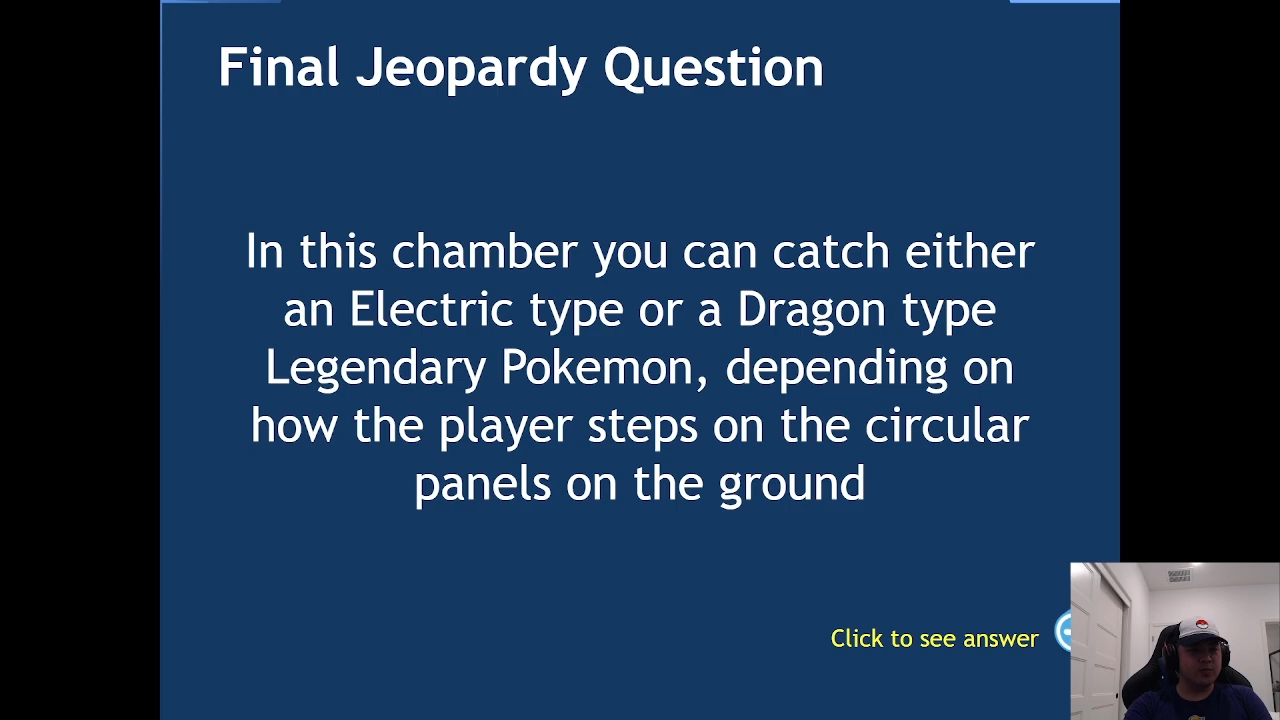 Final Jeopardy Question
In this chamber you can catch either
an Electric type or a Dragon type
Legendary Pokemon, depending on
how the player steps on the circular
panels on the ground
Click to see answer